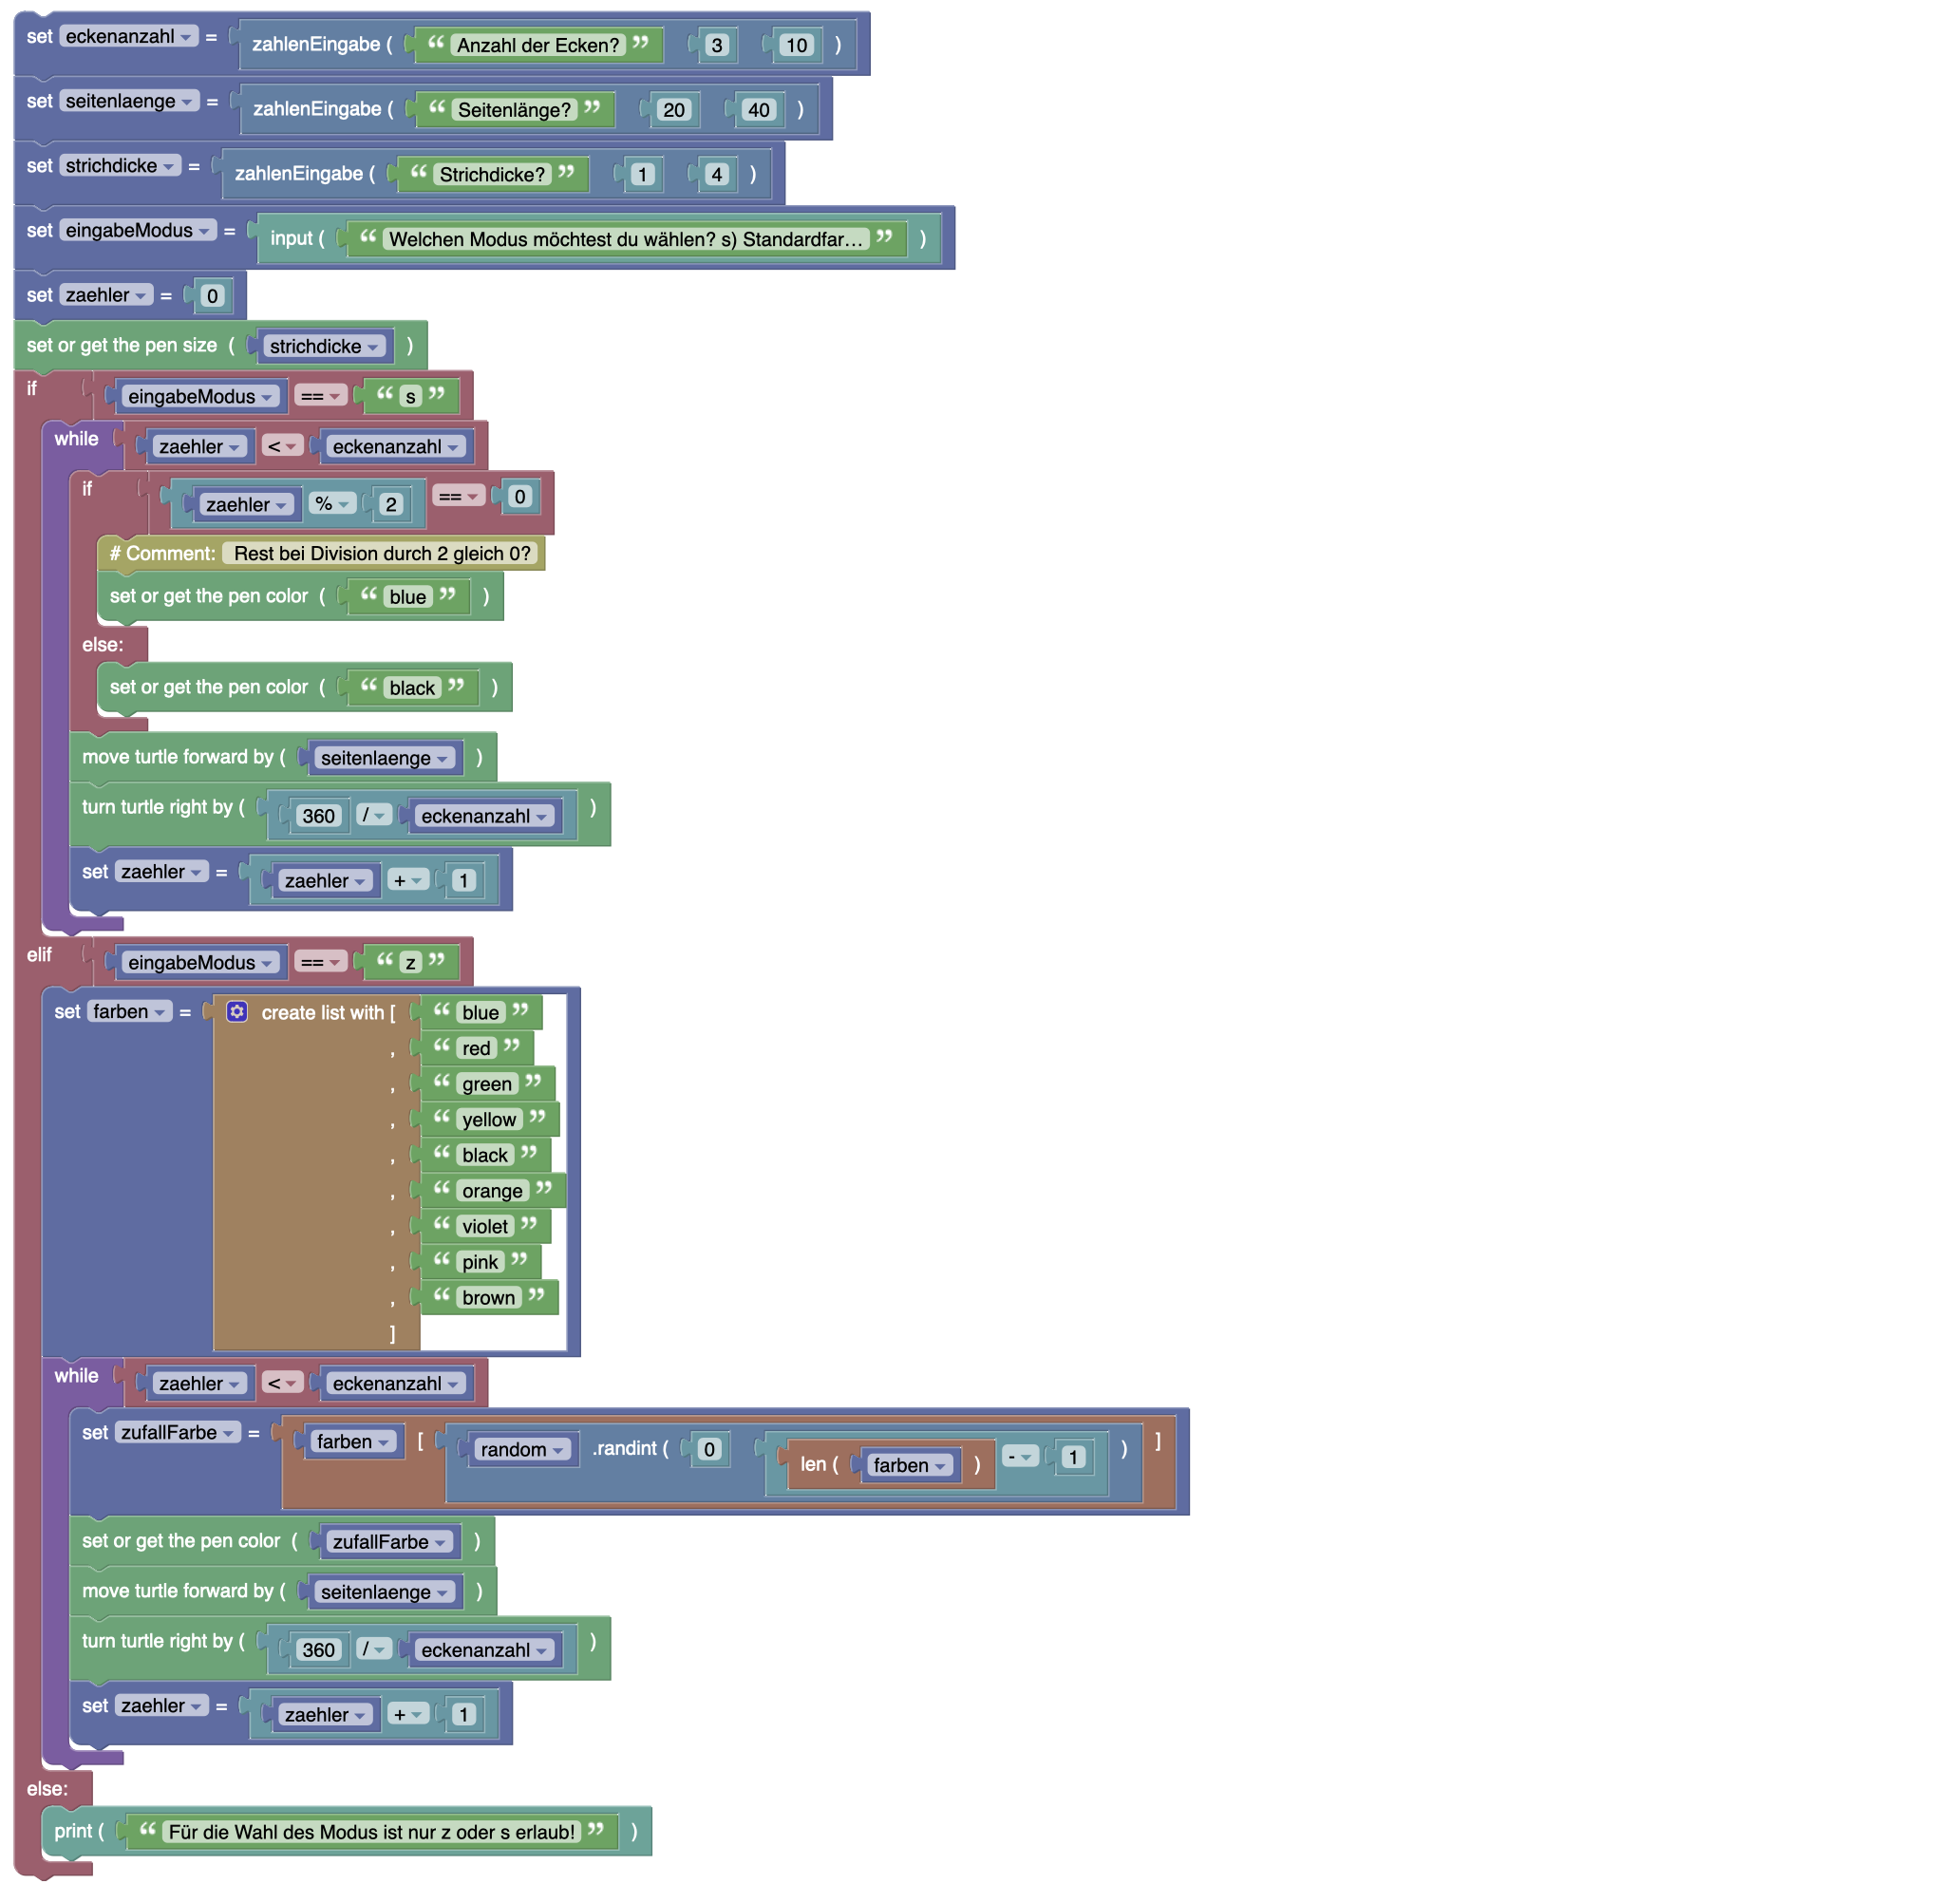 set eckenanzahl = zahlenEingabe ( “ Anzahl der Ecken? ” 3 10 )
set seitenlaenge = zahlenEingabe ( “ Seitenlänge? ” 20 40 )
set strichdicke = zahlenEingabe ( “ Strichdicke? ” 1 4 )
set eingabeModus = input ( “ Welchen Modus möchtest du wählen? s) Standardfar... ” )
set zaehler = 0
set or get the pen size ( strichdicke )
if eingabeModus == “ s ”
while zaehler < eckenanzahl
if zaehler % 2 == 0
# Comment: Rest bei Division durch 2 gleich 0?
set or get the pen color ( “ blue ” )
else:
set or get the pen color ( “ black ” )
move turtle forward by ( seitenlaenge )
turn turtle right by ( 360 / eckenanzahl )
set zaehler = zaehler + 1
elif eingabeModus == “ z ”
set farben = create list with [ “ blue ”
, “ red ”
, “ green ”
, “ yellow ”
, “ black ”
, “ orange ”
, “ violet ”
, “ pink ”
, “ brown ”
]
while zaehler < eckenanzahl
set zufallFarbe = farben [ random .randint ( 0 len ( farben ) - 1 ) ]
set or get the pen color ( zufallFarbe )
move turtle forward by ( seitenlaenge )
turn turtle right by ( 360 / eckenanzahl )
set zaehler = zaehler + 1
else:
print ( “ Für die Wahl des Modus ist nur z oder s erlaub! ” )